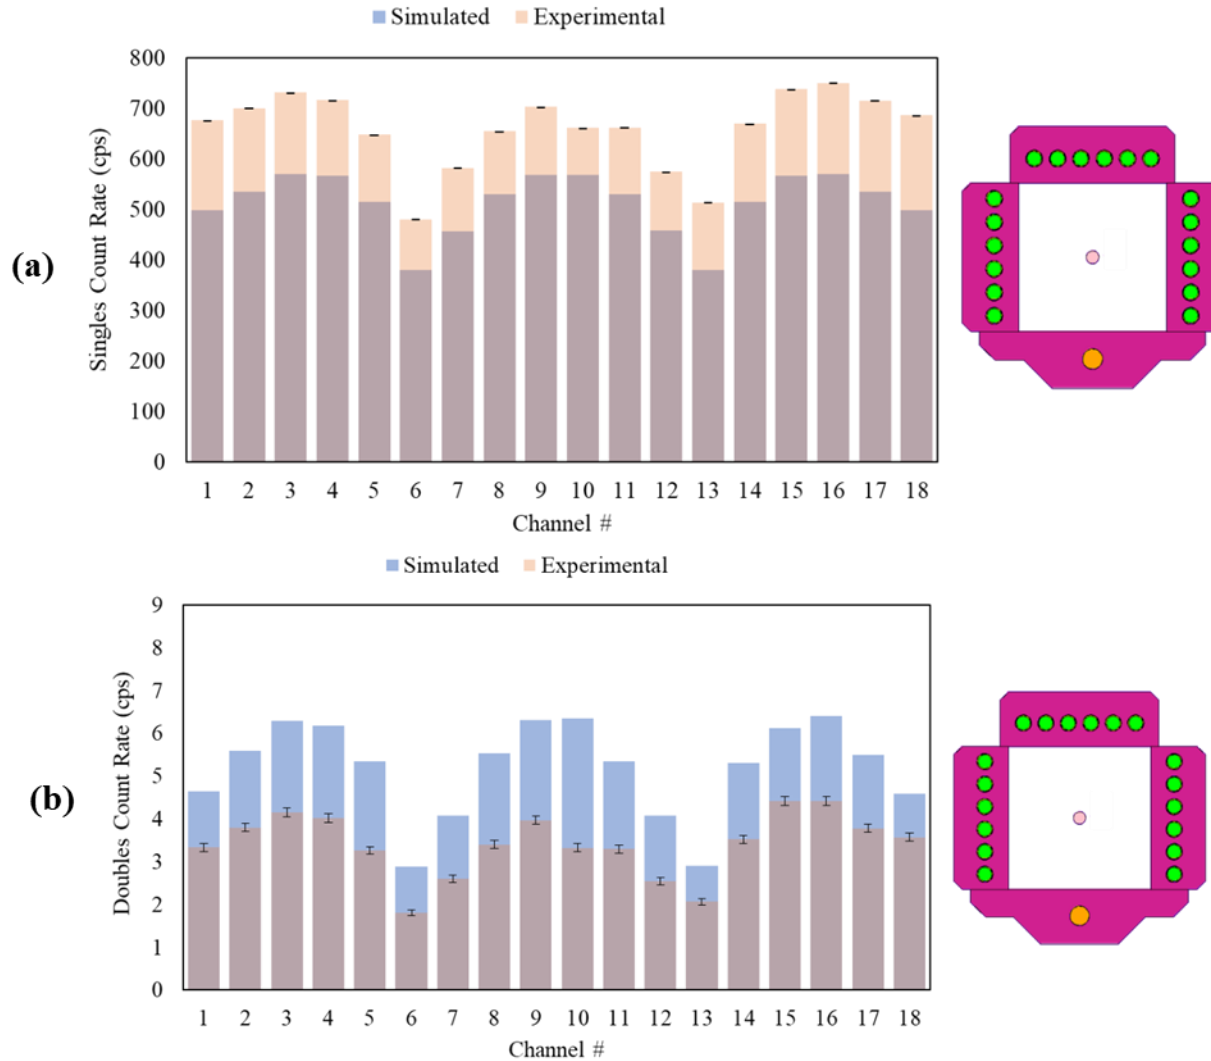 Simulated Experimental
(a)
Singles Count Rate (cps)
800
700
600
500
400
300
200
100
0
1 2 3 4 5 6 7 8 9 10 11 12 13 14 15 16 17 18
Channel #
Simulated Experimental
(b)
Doubles Count Rate (cps)
9
8
7
6
5
4
3
2
1
0
1 2 3 4 5 6 7 8 9 10 11 12 13 14 15 16 17 18
Channel #